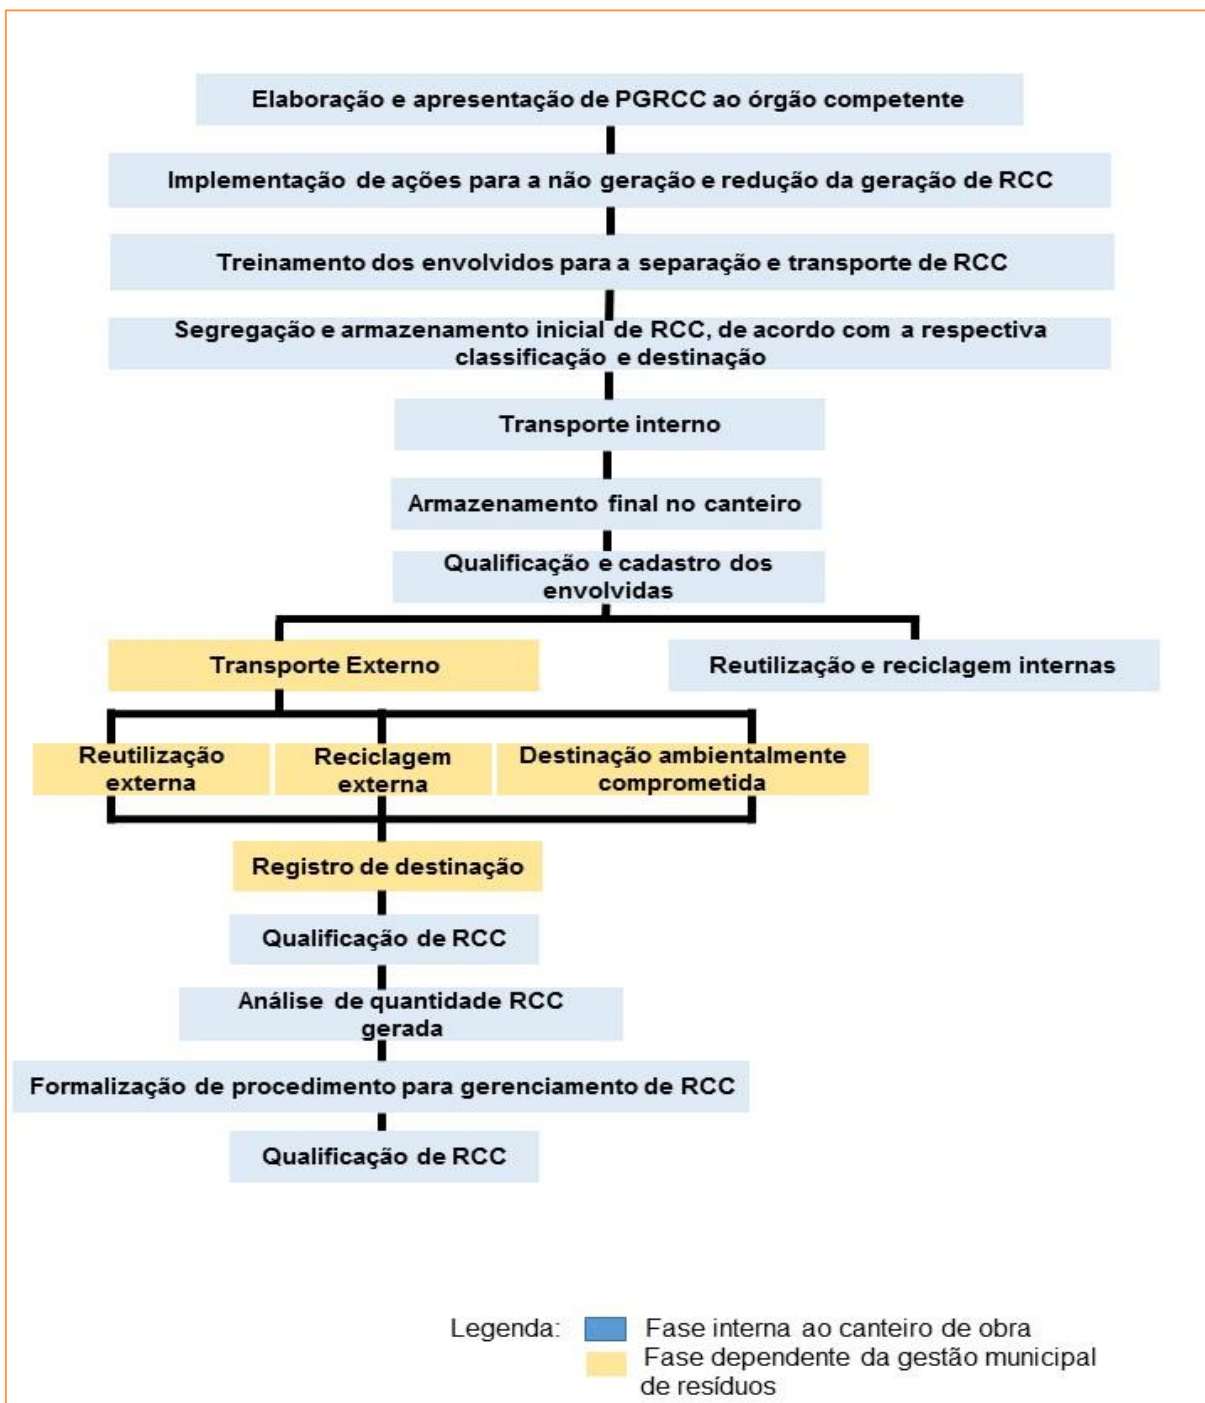 Elaboração e apresentação de PGRCC ao órgão competente
Implementação de ações para a não geração e redução da geração de RCC
Treinamento dos envolvidos para a separação e transporte de RCC
Segregação e armazenamento inicial de RCC, de acordo com a respectiva
classificação e destinação
Transporte interno
Armazenamento final no canteiro
Qualificação e cadastro dos
envolvidas
Transporte Externo
Reutilização e reciclagem internas
Reutilização
externa
Reciclagem
externa
Destinação ambientalmente
comprometida
Registro de destinação
Qualificação de RCC
Análise de quantidade RCC
gerada
Formalização de procedimento para gerenciamento de RCC
Qualificação de RCC
Legenda:
Fase interna ao canteiro de obra
Fase dependente da gestão municipal
de resíduos